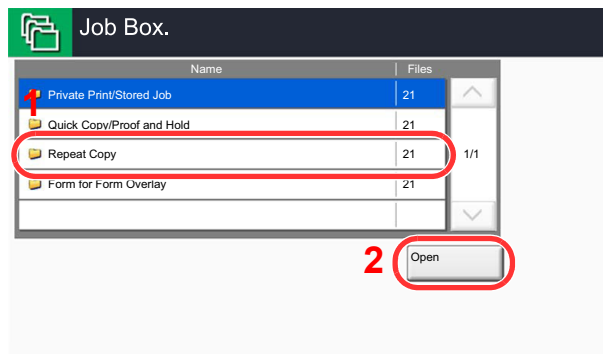 Job Box.
Name Files
1 Private Print/Stored Job 21
Quick Copy/Proof and Hold 21
Repeat Copy 21 1/1
Form for Form Overlay 21
2 Open